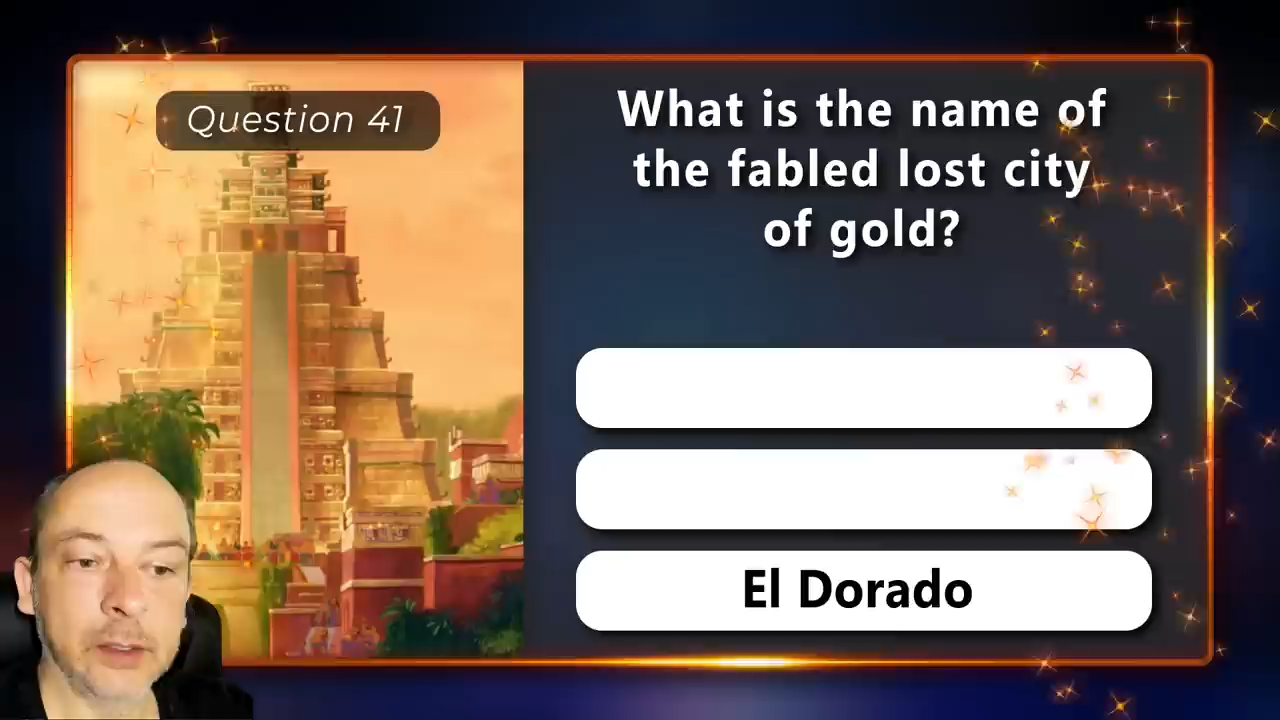 Question 41
What is the name of
the fabled lost city
of gold?
El Dorado